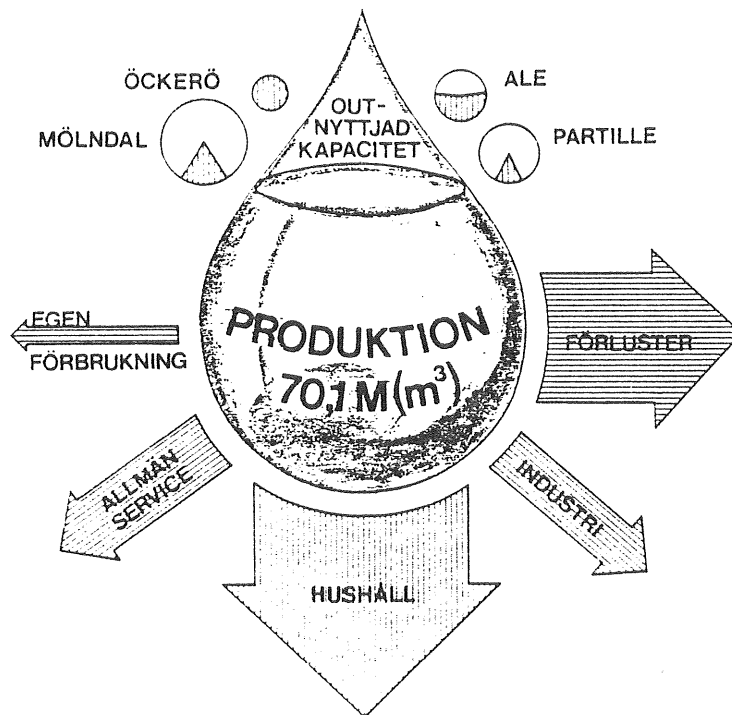 ÖCKERÖ
MÖLNDAL
OUT-
NYTTJAD
KAPACITET
ALE
PARTILLE
PRODUKTION
70,1 M(m³)
EGEN
FÖRBRUKNING
FÖRLUSTER
ALLMÄN
SERVICE
INDUSTRI
HUSHÅLL